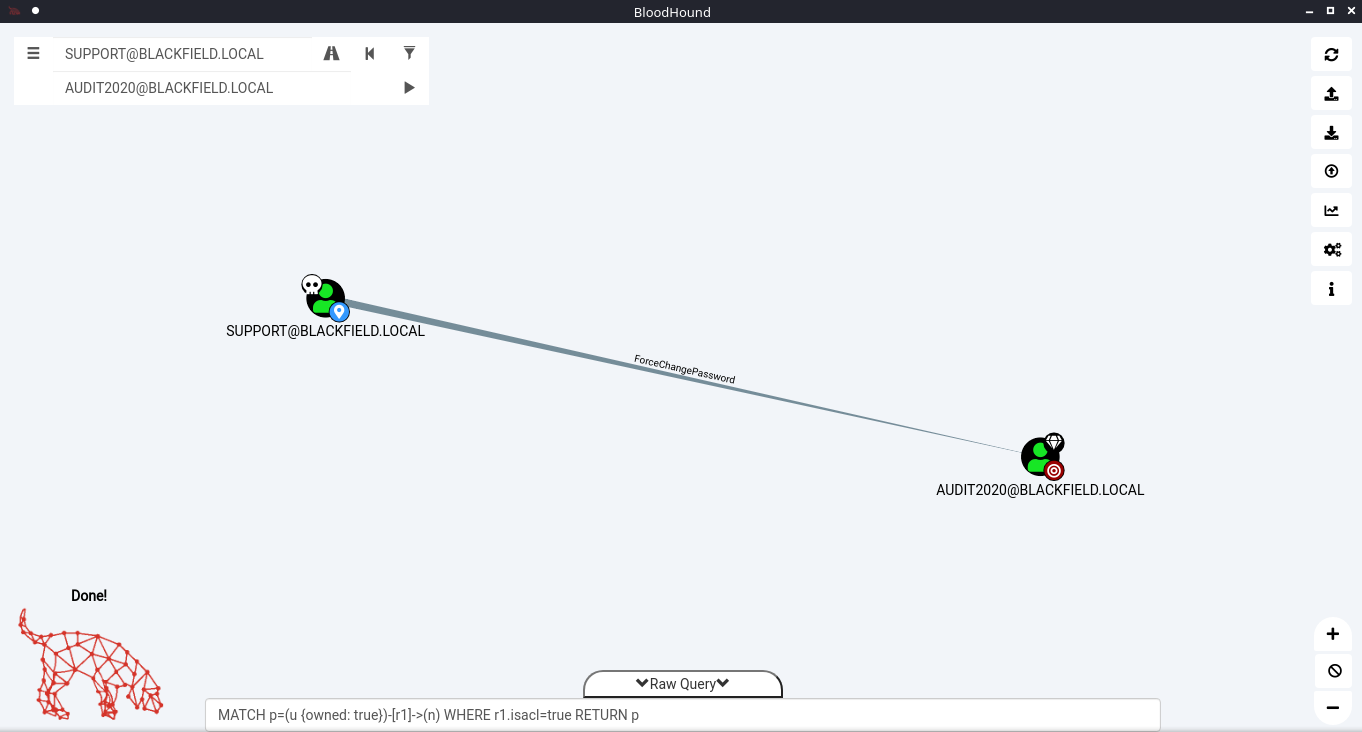 BloodHound
SUPPORT@BLACKFIELD.LOCAL
AUDIT2020@BLACKFIELD.LOCAL
SUPPORT@BLACKFIELD.LOCAL
ForceChangePassword
AUDIT2020@BLACKFIELD.LOCAL
Done!
Raw Query
MATCH p=(u {owned: true})-[r1]->(n) WHERE r1.isacl=true RETURN p